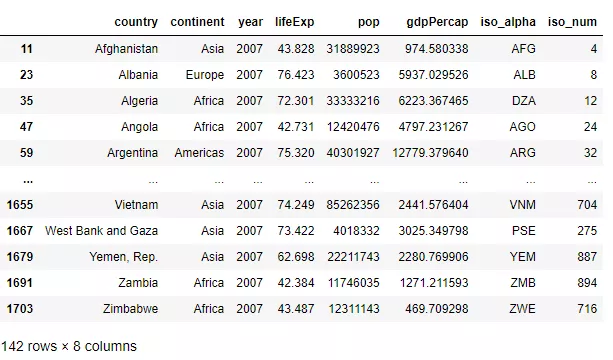 country continent year lifeExp pop gdpPercap iso_alpha iso_num
11 Afghanistan Asia 2007 43.828 31889923 974.580338 AFG 4
23 Albania Europe 2007 76.423 3600523 5937.029526 ALB 8
35 Algeria Africa 2007 72.301 33333216 6223.367465 DZA 12
47 Angola Africa 2007 42.731 12420476 4797.231267 AGO 24
59 Argentina Americas 2007 75.320 40301927 12779.379640 ARG 32
... ... ... ... ... ... ... ... ...
1655 Vietnam Asia 2007 74.249 85262356 2441.576404 VNM 704
1667 West Bank and Gaza Asia 2007 73.422 4018332 3025.349798 PSE 275
1679 Yemen, Rep. Asia 2007 62.698 22211743 2280.769906 YEM 887
1691 Zambia Africa 2007 42.384 11746035 1271.211593 ZMB 894
1703 Zimbabwe Africa 2007 43.487 12311143 469.709298 ZWE 716
142 rows × 8 columns